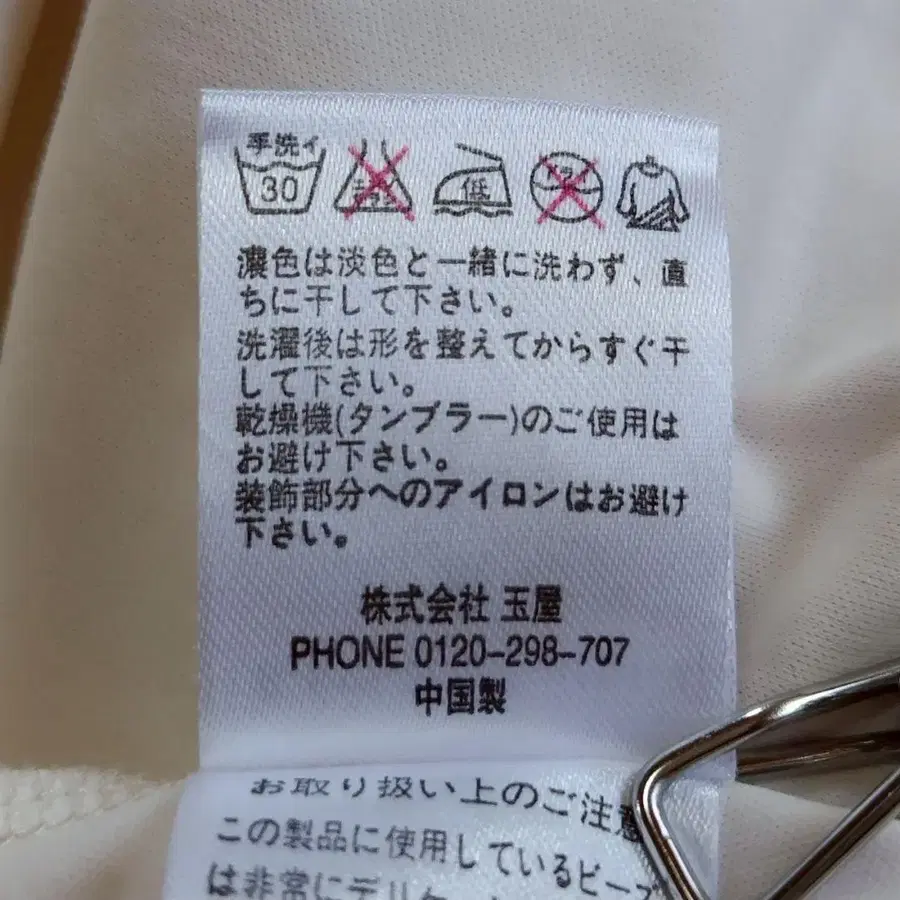 手洗イ
30
低
濃色は淡色と一緒に洗わず、直
ちに干して下さい。
洗濯後は形を整えてからすぐ干
して下さい。
乾燥機(タンブラー)のご使用は
お避け下さい。
装飾部分へのアイロンはお避け
下さい。
株式会社 玉屋
PHONE 0120-298-707
中国製
お取り扱い上のご注意
この製品に使用しているビーズ
は非常にデリケ